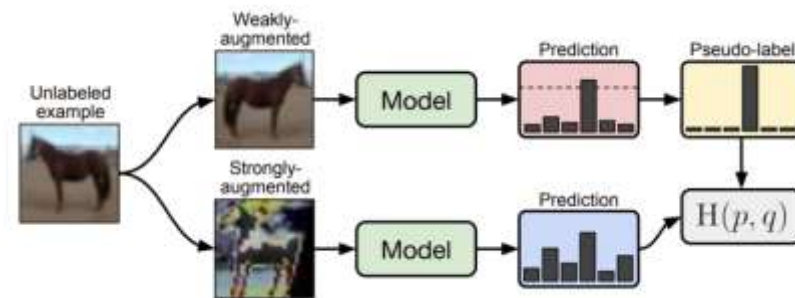 Unlabeled
example
Weakly-
augmented
Model
Prediction
Pseudo-label
Strongly-
augmented
Model
Prediction
H(p, q)